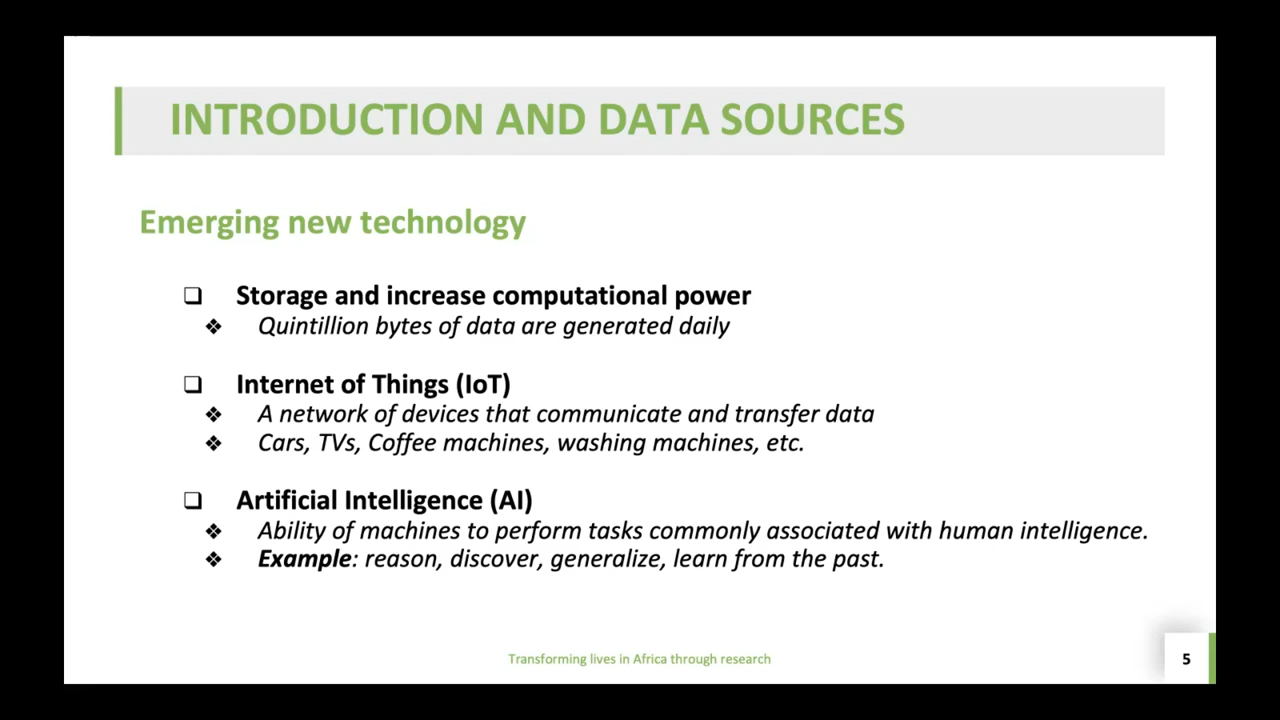 INTRODUCTION AND DATA SOURCES
Emerging new technology
❑ Storage and increase computational power
❖ Quintillion bytes of data are generated daily
❑ Internet of Things (IoT)
❖ A network of devices that communicate and transfer data
❖ Cars, TVs, Coffee machines, washing machines, etc.
❑ Artificial Intelligence (AI)
❖ Ability of machines to perform tasks commonly associated with human intelligence.
❖ Example: reason, discover, generalize, learn from the past.
Transforming lives in Africa through research
5